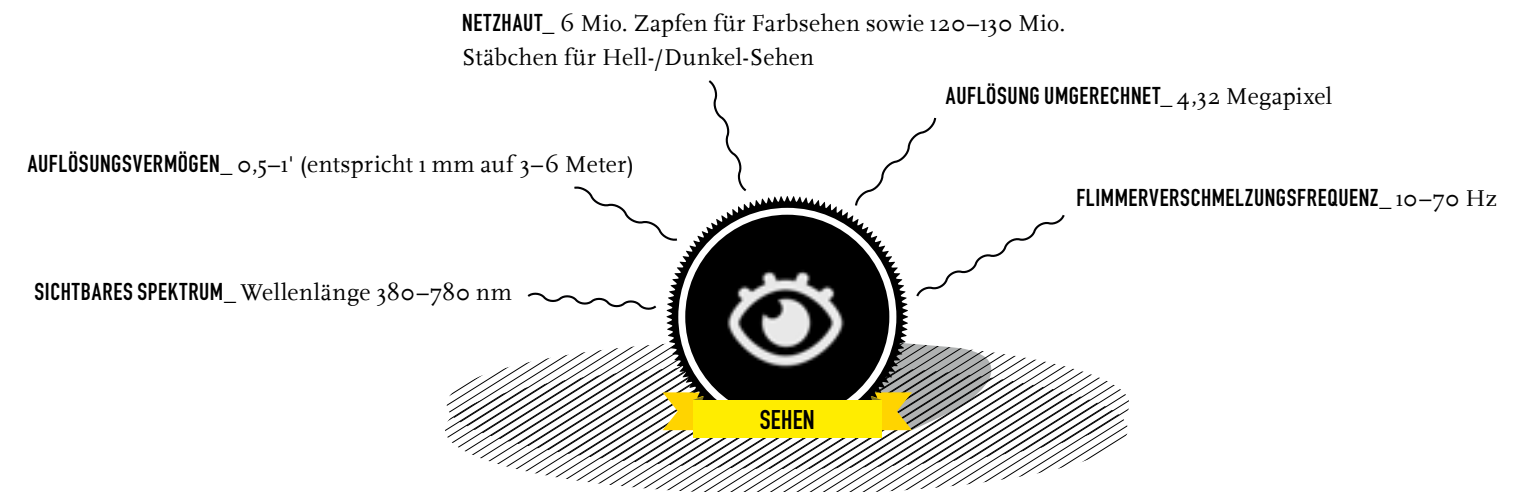 NETZHAUT_ 6 Mio. Zapfen für Farbsehen sowie 120–130 Mio.
Stäbchen für Hell-/Dunkel-Sehen
AUFLÖSUNG UMGERECHNET_ 4,32 Megapixel
AUFLÖSUNGSVERMÖGEN_ 0,5–1' (entspricht 1 mm auf 3–6 Meter)
FLIMMERVERSCHMELZUNGSFREQUENZ_ 10–70 Hz
SICHTBARES SPEKTRUM_ Wellenlänge 380–780 nm
SEHEN